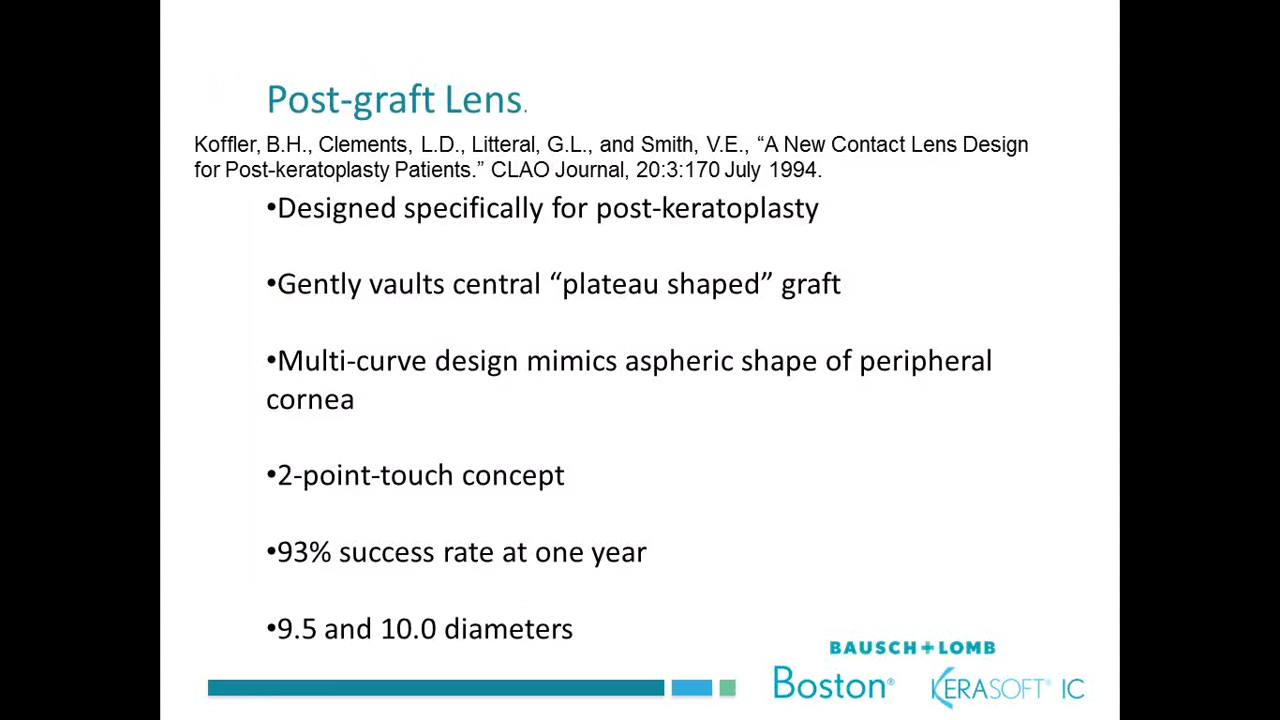 Post-graft Lens.
Koffler, B.H., Clements, L.D., Litteral, G.L., and Smith, V.E., “A New Contact Lens Design
for Post-keratoplasty Patients.” CLAO Journal, 20:3:170 July 1994.
•Designed specifically for post-keratoplasty
•Gently vaults central “plateau shaped” graft
•Multi-curve design mimics aspheric shape of peripheral
cornea
•2-point-touch concept
•93% success rate at one year
•9.5 and 10.0 diameters
BAUSCH+LOMB
Boston® KERASOFT® IC